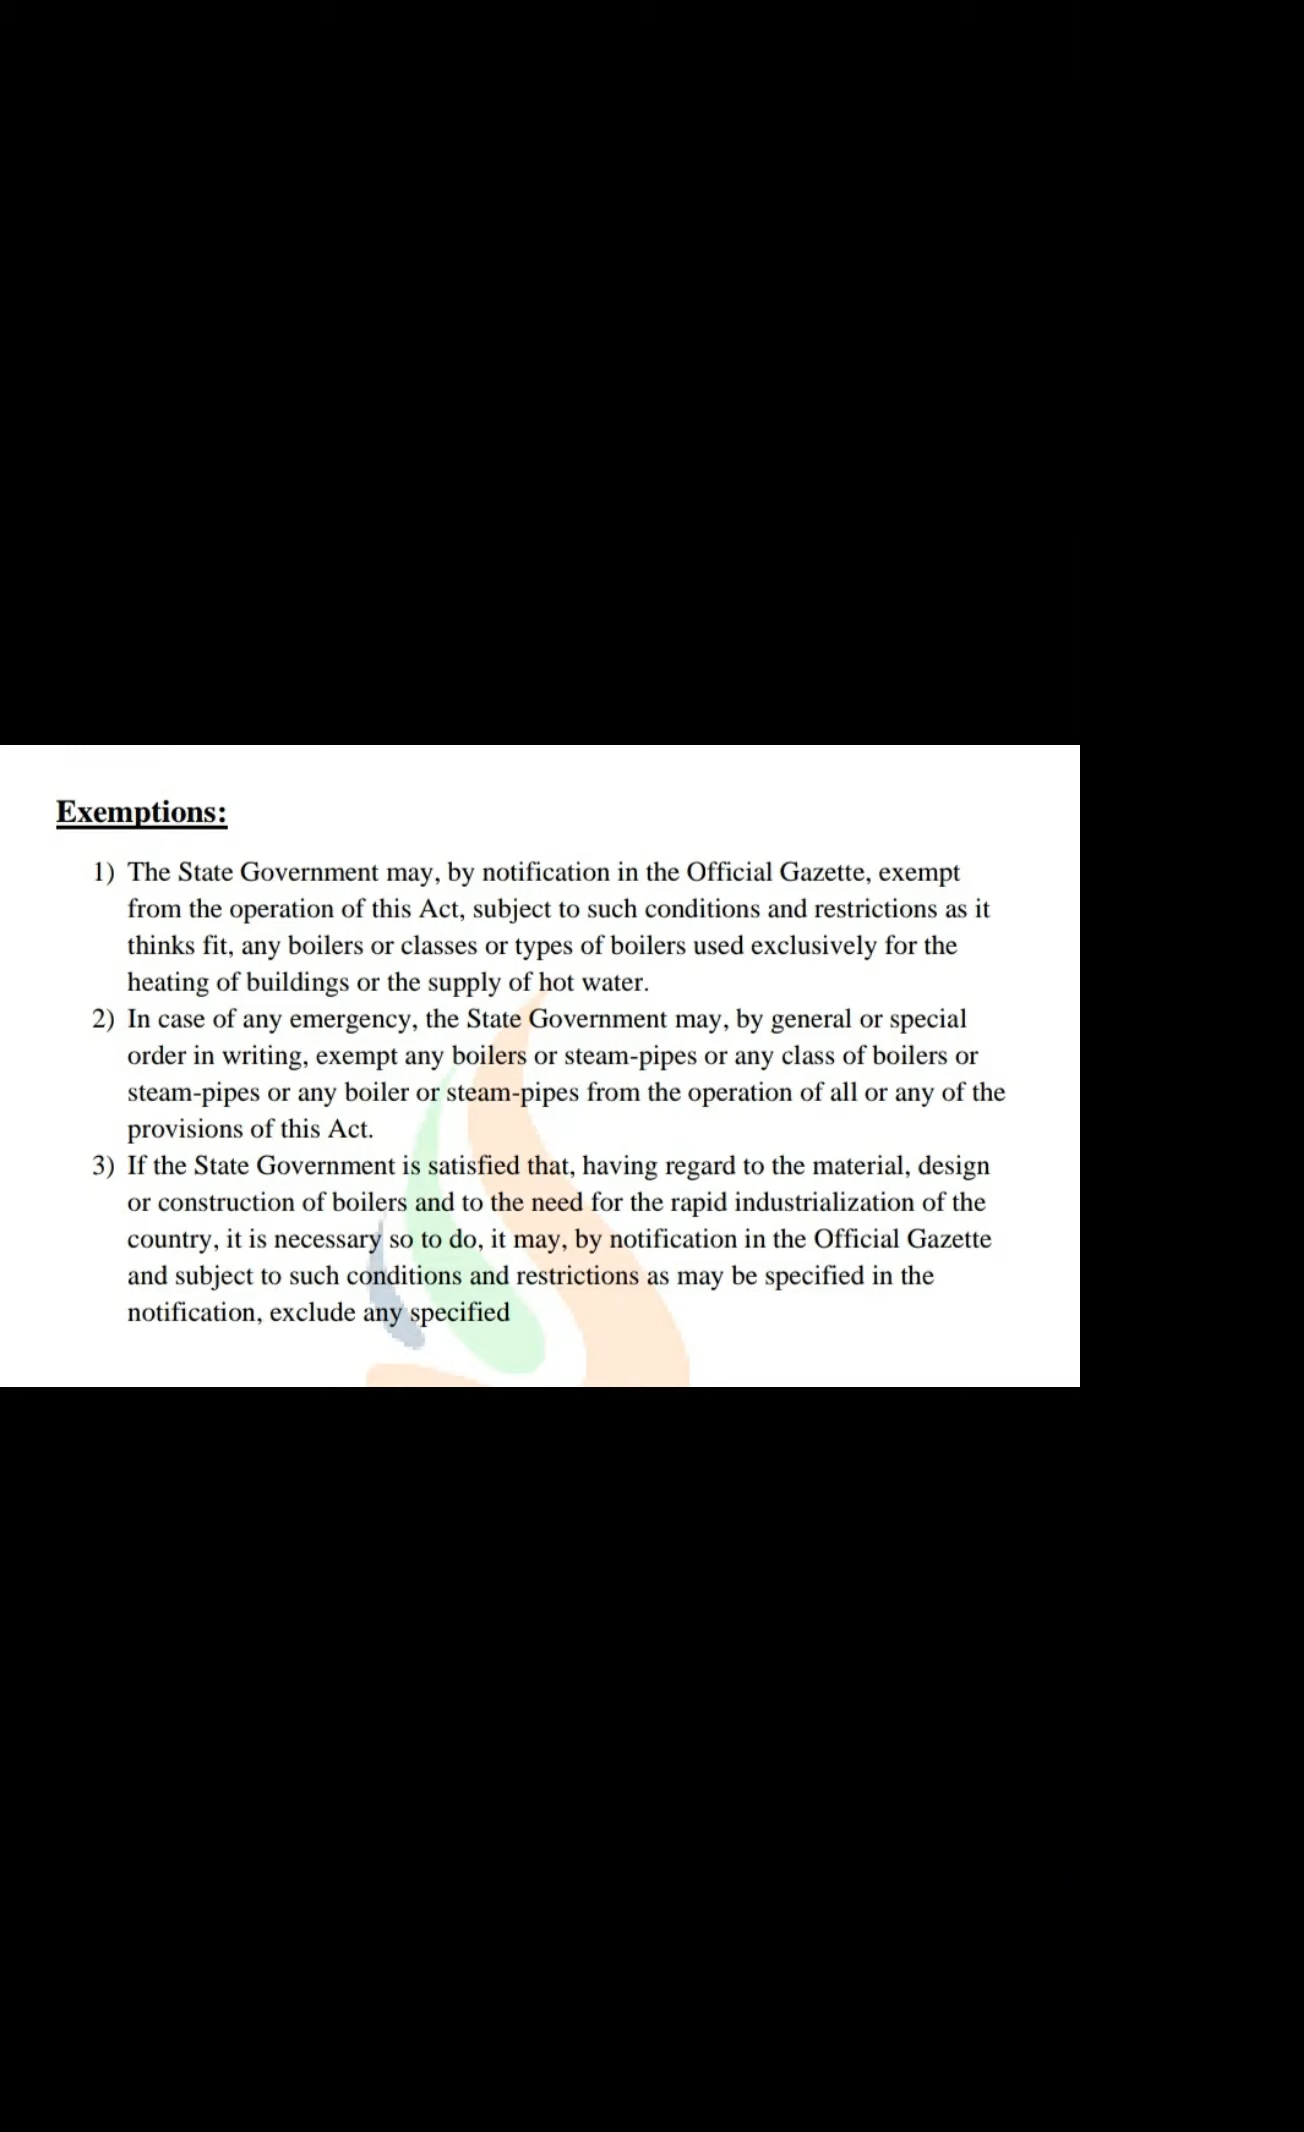 Exemptions:
1) The State Government may, by notification in the Official Gazette, exempt
from the operation of this Act, subject to such conditions and restrictions as it
thinks fit, any boilers or classes or types of boilers used exclusively for the
heating of buildings or the supply of hot water.
2) In case of any emergency, the State Government may, by general or special
order in writing, exempt any boilers or steam-pipes or any class of boilers or
steam-pipes or any boiler or steam-pipes from the operation of all or any of the
provisions of this Act.
3) If the State Government is satisfied that, having regard to the material, design
or construction of boilers and to the need for the rapid industrialization of the
country, it is necessary so to do, it may, by notification in the Official Gazette
and subject to such conditions and restrictions as may be specified in the
notification, exclude any specified